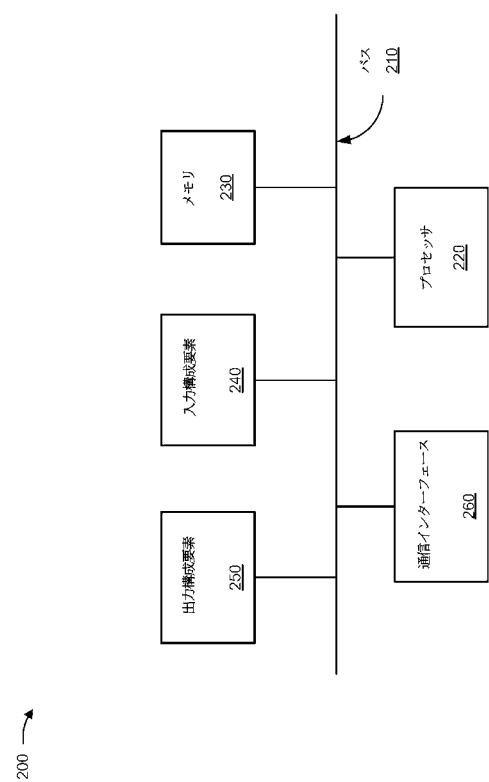 200
バス
210
メモリ
230
入力構成要素
240
出力構成要素
250
プロセッサ
220
通信インターフェース
260